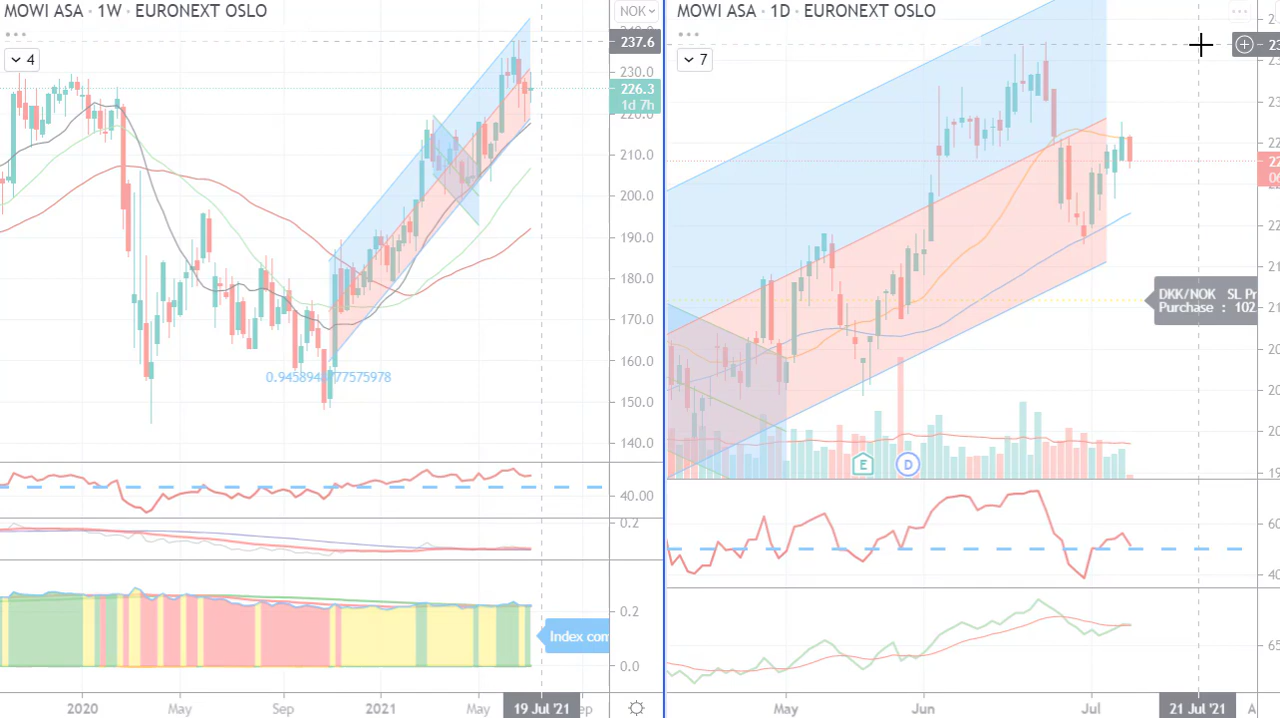 MOWI ASA · 1W · EURONEXT OSLO
NOK
4
237.6
230.0
226.3
1d 7h
220.0
210.0
200.0
190.0
180.0
170.0
160.0
150.0
140.0
40.00
0.2
0.2
0.0
Index com
2020
May
Sep
2021
May
19 Jul '21
MOWI ASA · 1D · EURONEXT OSLO
7
DKK/NOK SL Pr
Purchase : 102
E
D
60
40
65
May
Jun
Jul
21 Jul '21
A